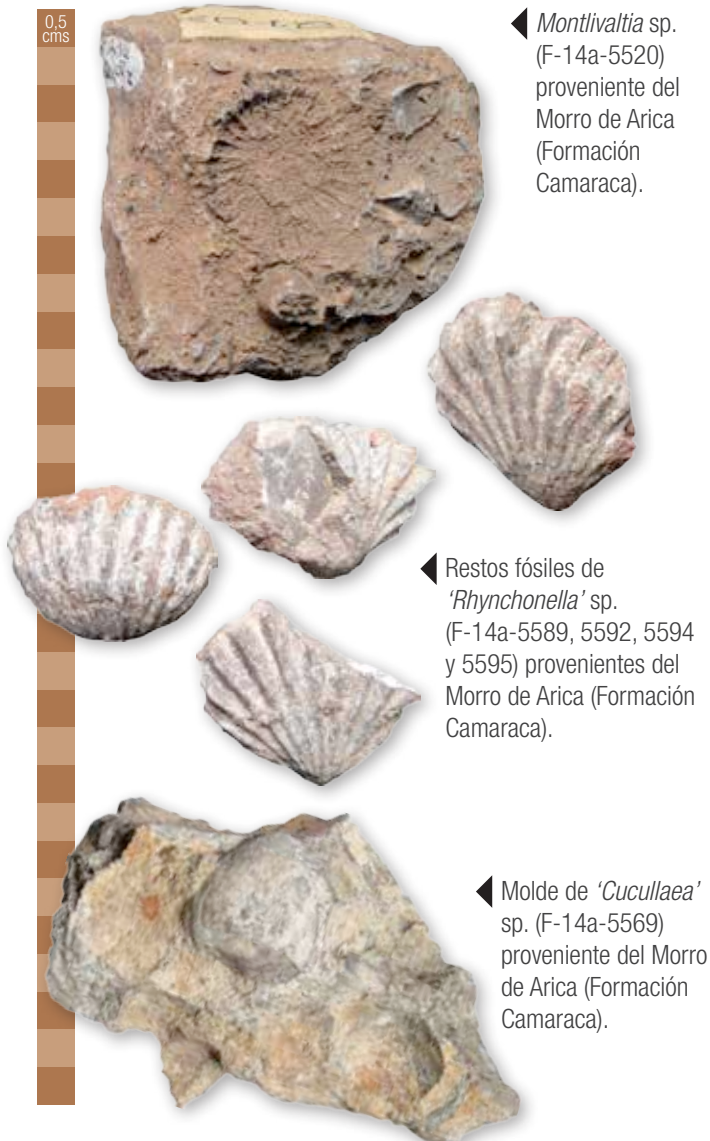 0,5
cms
Montlivaltia sp.
(F-14a-5520)
proveniente del
Morro de Arica
(Formación
Camaraca).
Restos fósiles de
‘Rhynchonella’ sp.
(F-14a-5589, 5592, 5594
y 5595) provenientes del
Morro de Arica (Formación
Camaraca).
Molde de ‘Cucullaea’
sp. (F-14a-5569)
proveniente del Morro
de Arica (Formación
Camaraca).